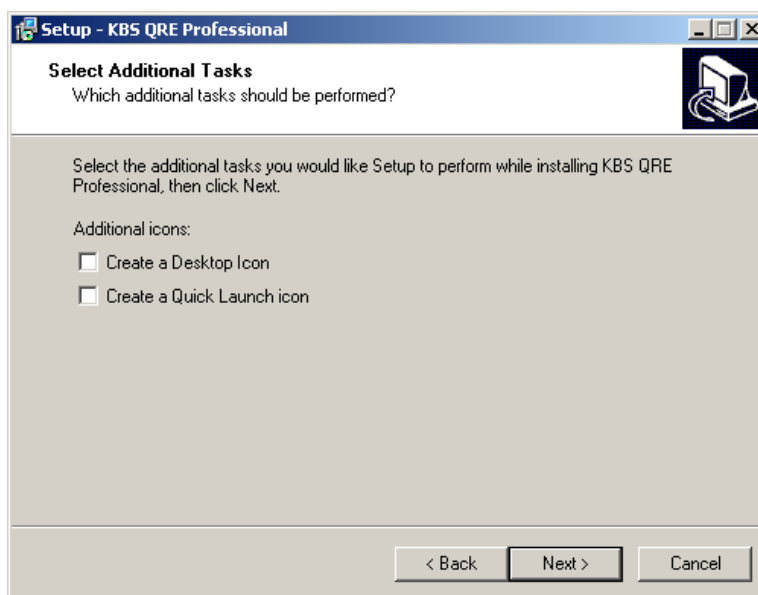 Setup - KBS QRE Professional
Select Additional Tasks
Which additional tasks should be performed?
Select the additional tasks you would like Setup to perform while installing KBS QRE
Professional, then click Next.
Additional icons:
Create a Desktop Icon
Create a Quick Launch icon
< Back Next > Cancel